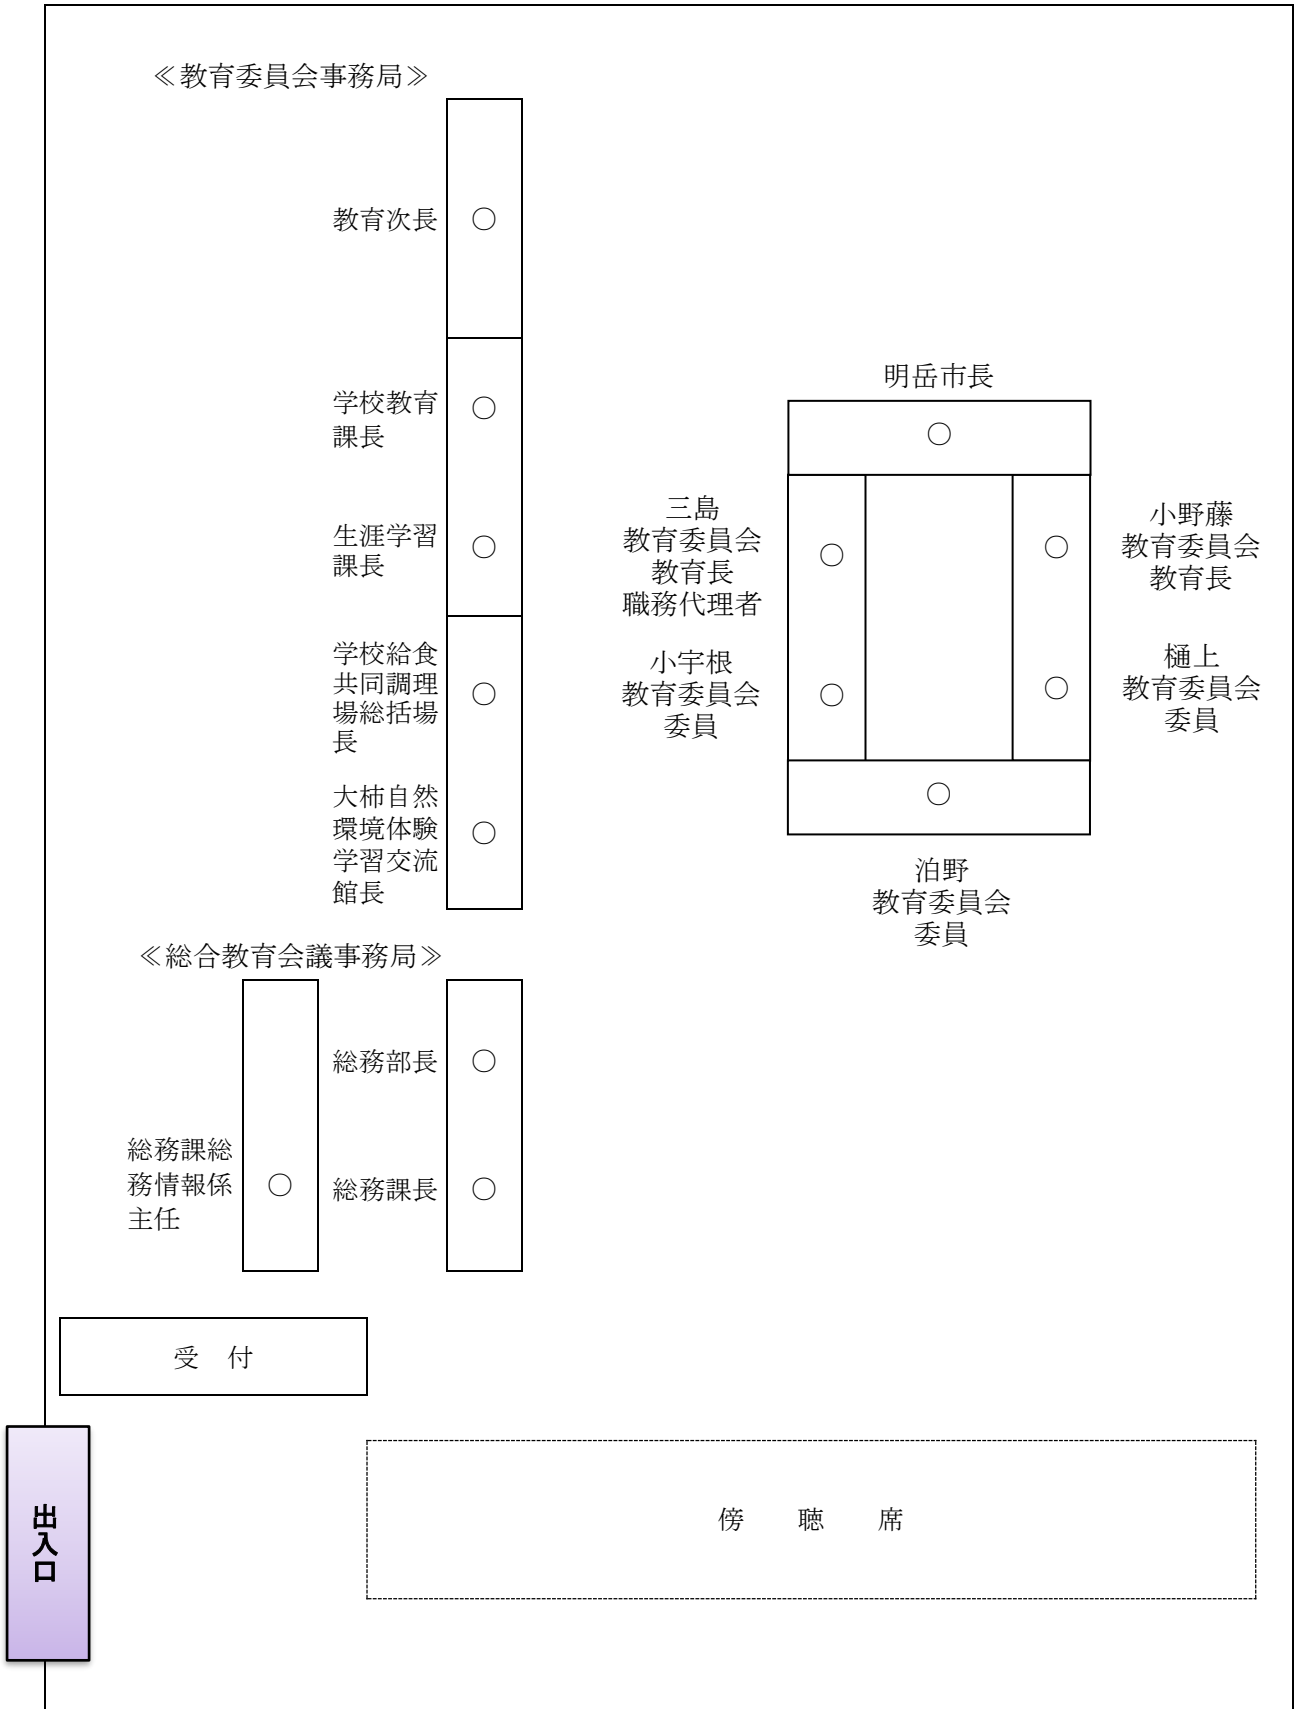 ≪教育委員会事務局≫
教育次長
○
学校教育
課長
○
生涯学習
課長
○
学校給食
共同調理
場総括場
長
○
大柿自然
環境体験
学習交流
館長
○
明岳市長
○
三島
教育委員会
教育長
職務代理者
○
小野藤
教育委員会
教育長
○
小宇根
教育委員会
委員
○
樋上
教育委員会
委員
○
○
泊野
教育委員会
委員
≪総合教育会議事務局≫
総務部長
○
総務課総
務情報係
主任
○
総務課長
○
受　付
出入口
傍　聴　席